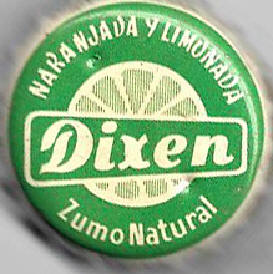 NARANJADA Y LIMONADA
Dixen
Zumo Natural